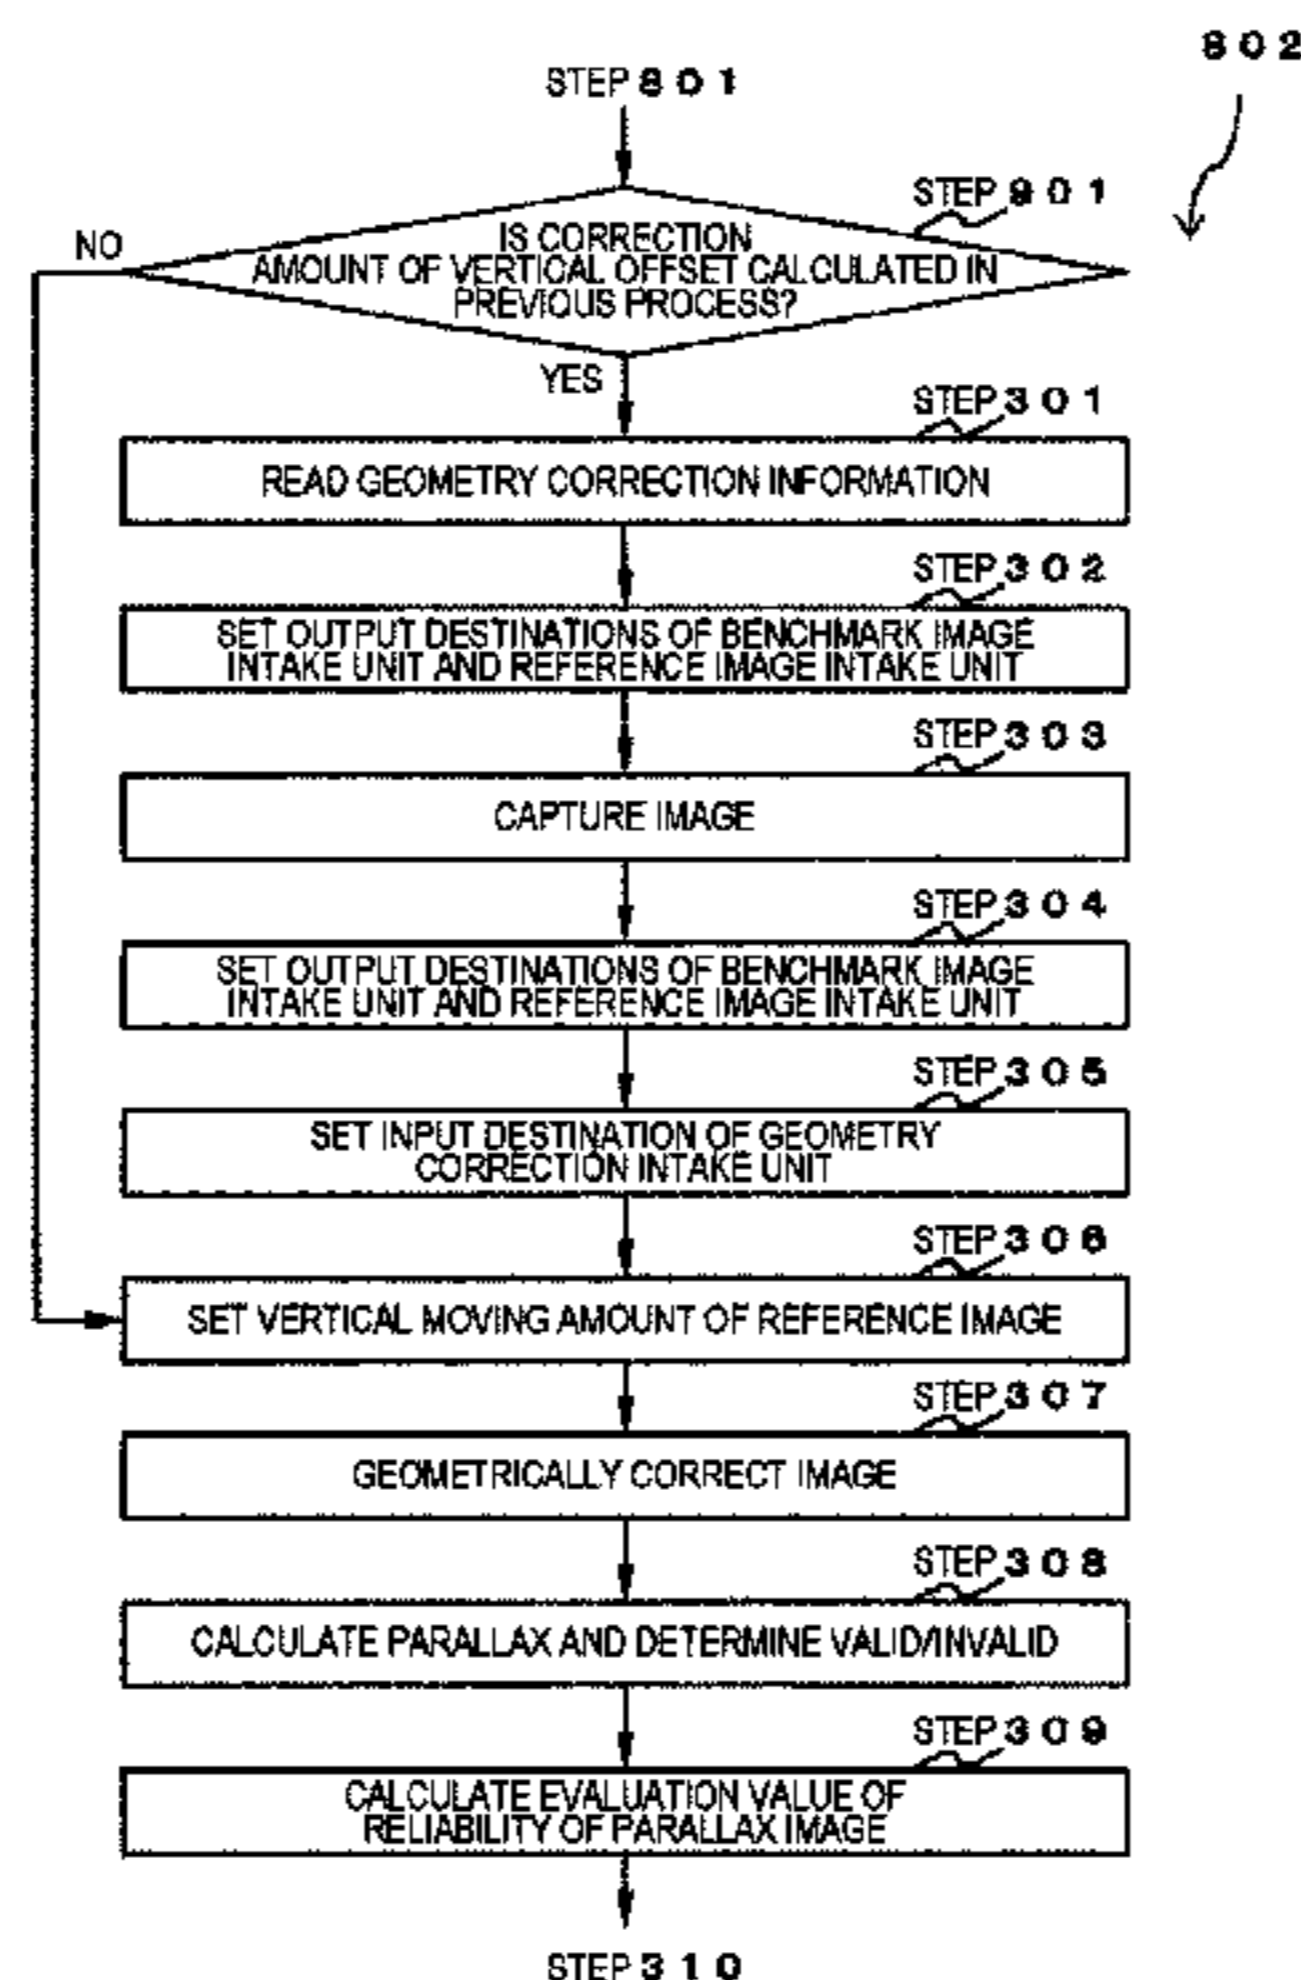 802
STEP 801
STEP 901
NO
IS CORRECTION
AMOUNT OF VERTICAL OFFSET CALCULATED IN
PREVIOUS PROCESS?
YES
STEP 301
READ GEOMETRY CORRECTION INFORMATION
STEP 302
SET OUTPUT DESTINATIONS OF BENCHMARK IMAGE
INTAKE UNIT AND REFERENCE IMAGE INTAKE UNIT
STEP 303
CAPTURE IMAGE
STEP 304
SET OUTPUT DESTINATIONS OF BENCHMARK IMAGE
INTAKE UNIT AND REFERENCE IMAGE INTAKE UNIT
STEP 305
SET INPUT DESTINATION OF GEOMETRY
CORRECTION INTAKE UNIT
STEP 306
SET VERTICAL MOVING AMOUNT OF REFERENCE IMAGE
STEP 307
GEOMETRICALLY CORRECT IMAGE
STEP 308
CALCULATE PARALLAX AND DETERMINE VALID/INVALID
STEP 309
CALCULATE EVALUATION VALUE OF
RELIABILITY OF PARALLAX IMAGE
STEP 310